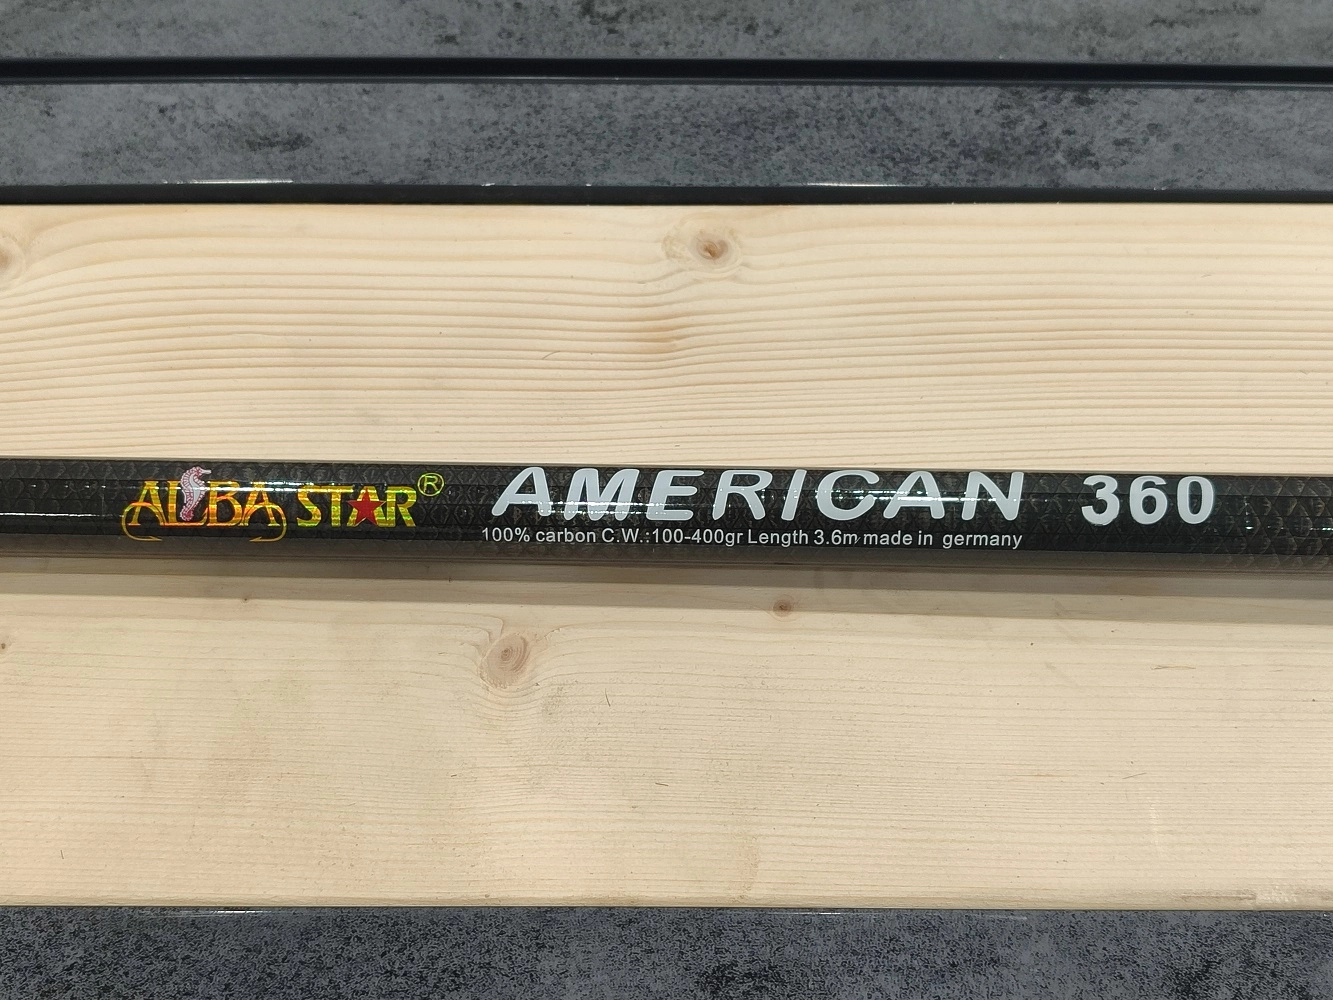 ALBA STAR® AMERICAN 360
100% carbon C.W.:100-400gr Length 3.6m made in germany